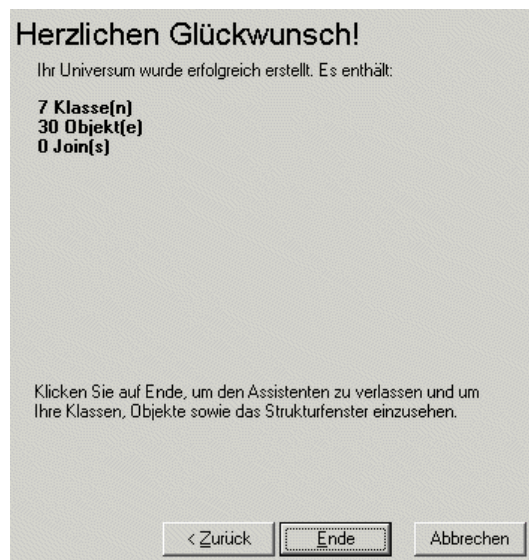 Herzlichen Glückwunsch!
Ihr Universum wurde erfolgreich erstellt. Es enthält:
7 Klasse(n)
30 Objekt(e)
0 Join(s)
Klicken Sie auf Ende, um den Assistenten zu verlassen und um
Ihre Klassen, Objekte sowie das Strukturfenster einzusehen.
< Zurück Ende Abbrechen